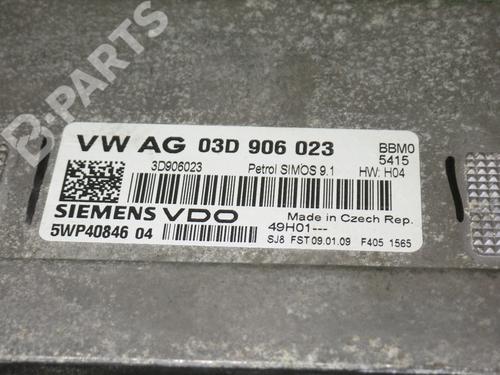 B-PARTS
VW AG 03D 906 023
BBM0
5415
3D906023 Petrol SIMOS 9.1 HW: H04
SIEMENS VDO
Made in Czech Rep.
5WP40846 04
49H01---
SJ8 FST 09.01.09 F405 1565